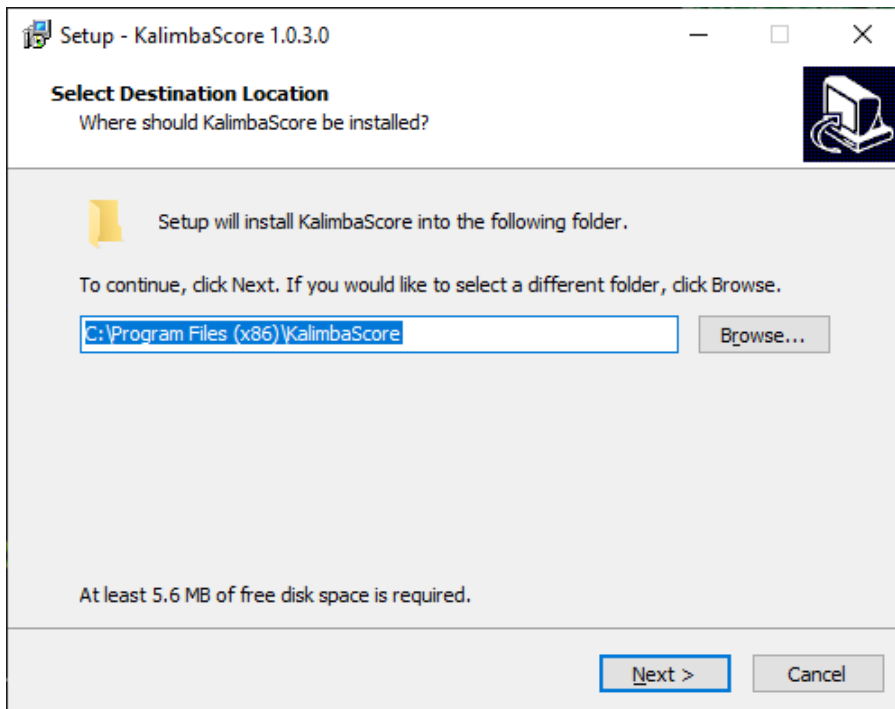 Setup - KalimbaScore 1.0.3.0
Select Destination Location
Where should KalimbaScore be installed?
Setup will install KalimbaScore into the following folder.
To continue, click Next. If you would like to select a different folder, click Browse.
C:\Program Files (x86)\KalimbaScore
Browse...
At least 5.6 MB of free disk space is required.
Next >
Cancel